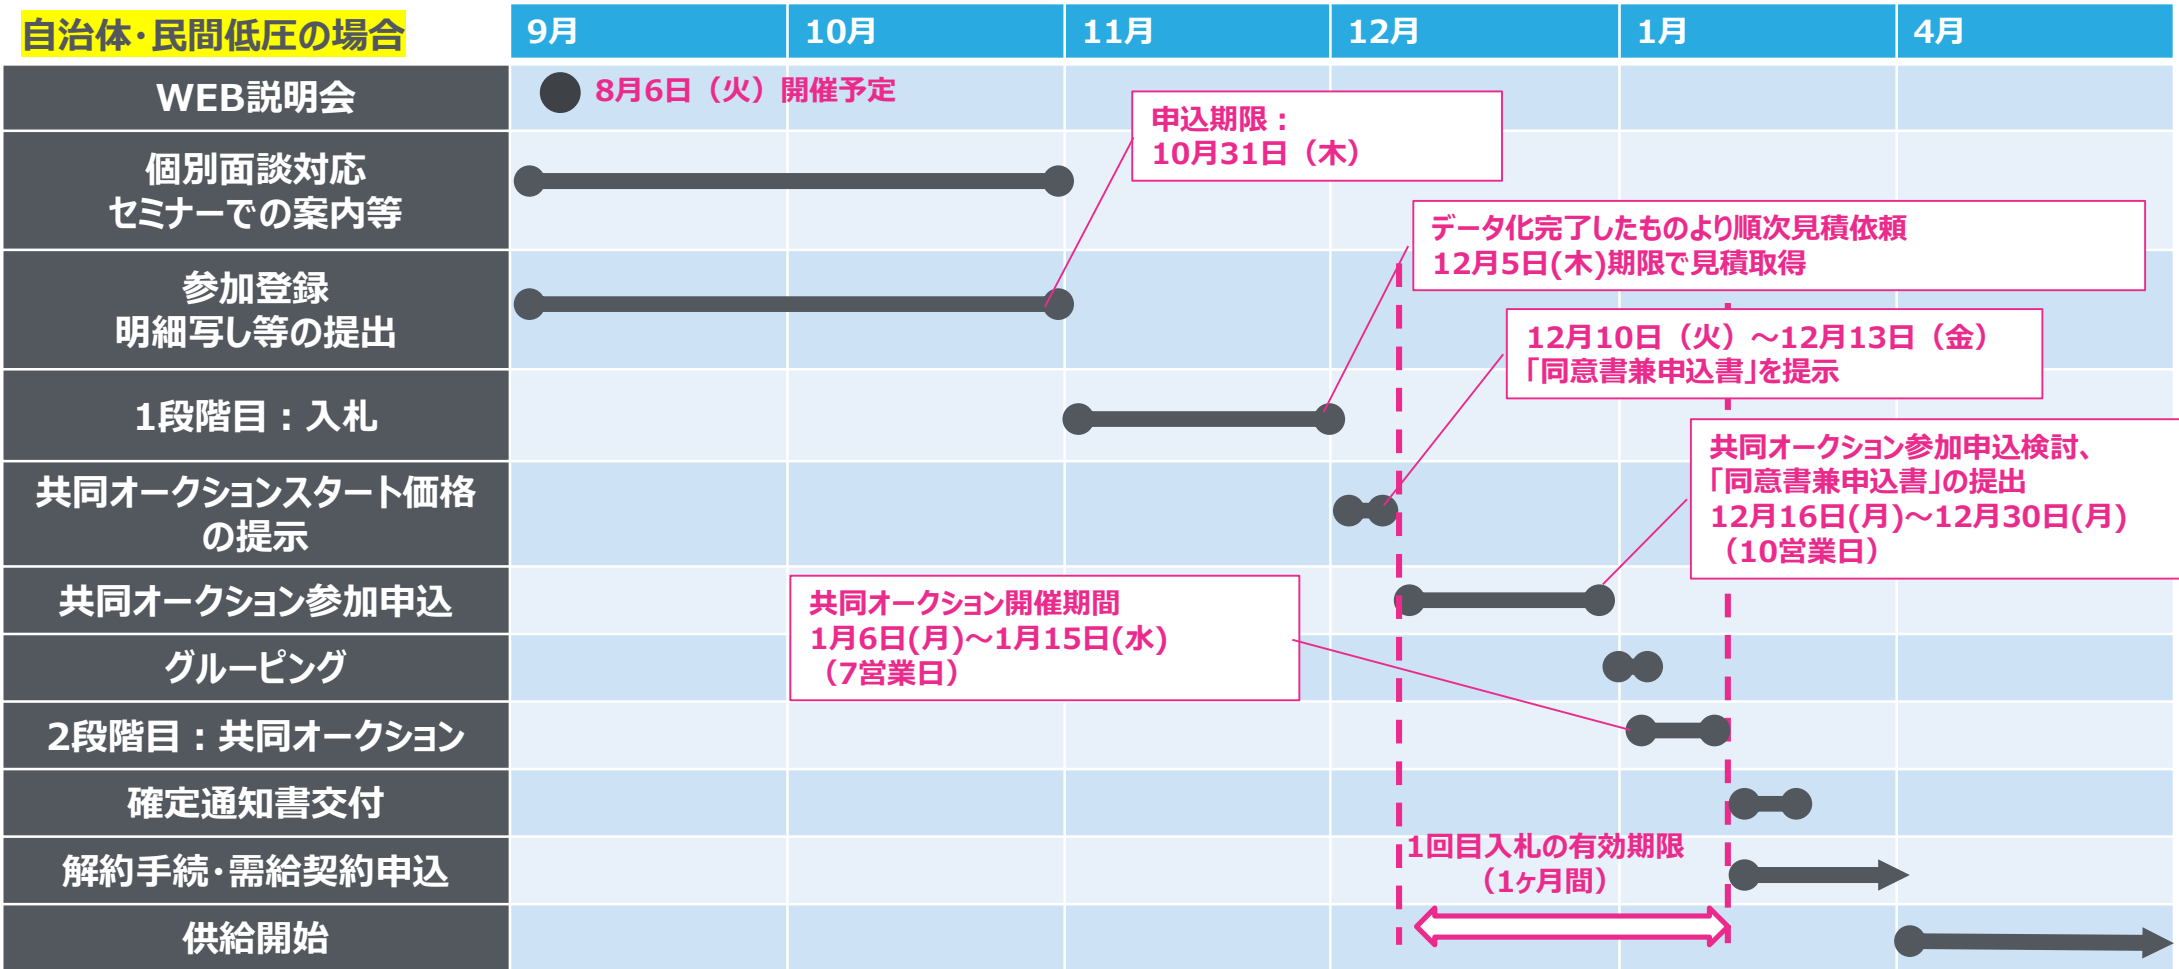 自治体・民間低圧の場合
9月
10月
11月
12月
1月
4月
WEB説明会
8月6日（火）開催予定
個別面談対応
セミナーでの案内等
申込期限：
10月31日（木）
参加登録
明細写し等の提出
データ化完了したものより順次見積依頼
12月5日(木)期限で見積取得
12月10日（火）～12月13日（金）
「同意書兼申込書」を提示
1段階目：入札
共同オークションスタート価格
の提示
共同オークション参加申込検討、
「同意書兼申込書」の提出
12月16日(月)～12月30日(月)
（10営業日）
共同オークション参加申込
共同オークション開催期間
1月6日(月)～1月15日(水)
（7営業日）
グルーピング
2段階目：共同オークション
確定通知書交付
解約手続・需給契約申込
1回目入札の有効期限
（1ヶ月間）
供給開始